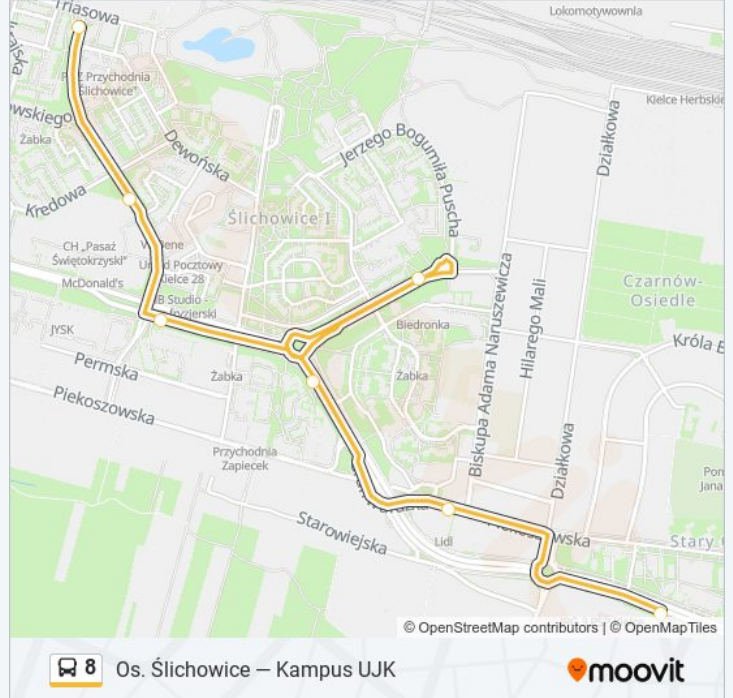 Triasowa
Lokomotywownia
Przychodnia
Ślichowice"
Kielce Herbskie
owskiego
Żabka
Dewońska
Jerzego Bogumiła Puscha
Działkowa
Kredowa
Ślichowice I
CH „Pasaż
Świętokrzyski"
Urząd Pocztowy
Kielce 28
McDonald's
Studio
JYSK
Biedronka
Biskupa Adama Naruszewicza
Hilarego Mali
Czarnów-
Osiedle
Króla
Permska
Żabka
Żabka
Piekoszowska
Działkowa
Przychodnia
Zapiecek
Starowiejska
Lidl
Stary
Jana
© OpenStreetMap contributors | © OpenMapTiles
8 Os. Ślichowice — Kampus UJK
moovit